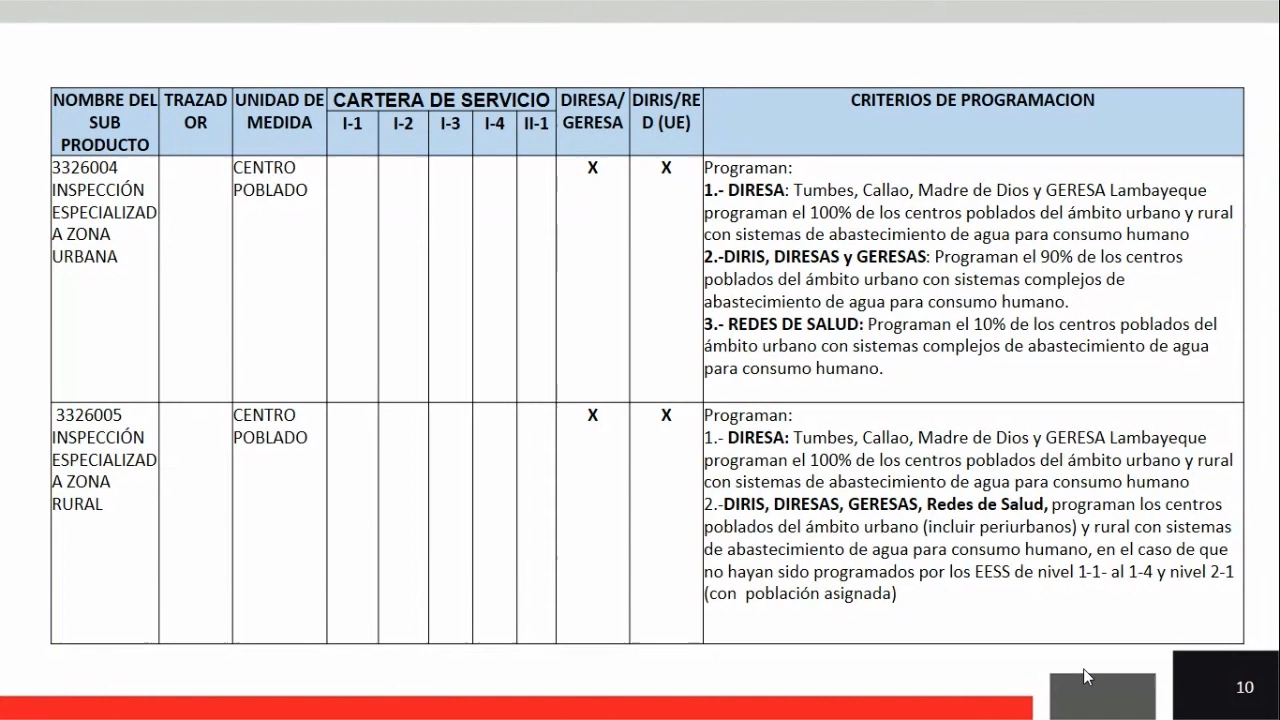 NOMBRE DEL SUB PRODUCTO
TRAZAD OR
UNIDAD DE MEDIDA
CARTERA DE SERVICIO
I-1 I-2 I-3 I-4 II-1
DIRESA/ GERESA
DIRIS/RE D (UE)
CRITERIOS DE PROGRAMACION
3326004
INSPECCIÓN
ESPECIALIZAD
A ZONA
URBANA
CENTRO
POBLADO
X
X
Programan:
1.- DIRESA: Tumbes, Callao, Madre de Dios y GERESA Lambayeque
programan el 100% de los centros poblados del ámbito urbano y rural
con sistemas de abastecimiento de agua para consumo humano
2.-DIRIS, DIRESAS y GERESAS: Programan el 90% de los centros
poblados del ámbito urbano con sistemas complejos de
abastecimiento de agua para consumo humano.
3.- REDES DE SALUD: Programan el 10% de los centros poblados del
ámbito urbano con sistemas complejos de abastecimiento de agua
para consumo humano.
3326005
INSPECCIÓN
ESPECIALIZAD
A ZONA
RURAL
CENTRO
POBLADO
X
X
Programan:
1.- DIRESA: Tumbes, Callao, Madre de Dios y GERESA Lambayeque
programan el 100% de los centros poblados del ámbito urbano y rural
con sistemas de abastecimiento de agua para consumo humano
2.-DIRIS, DIRESAS, GERESAS, Redes de Salud, programan los centros
poblados del ámbito urbano (incluir periurbanos) y rural con sistemas
de abastecimiento de agua para consumo humano, en el caso de que
no hayan sido programados por los EESS de nivel 1-1- al 1-4 y nivel 2-1
(con población asignada)
10